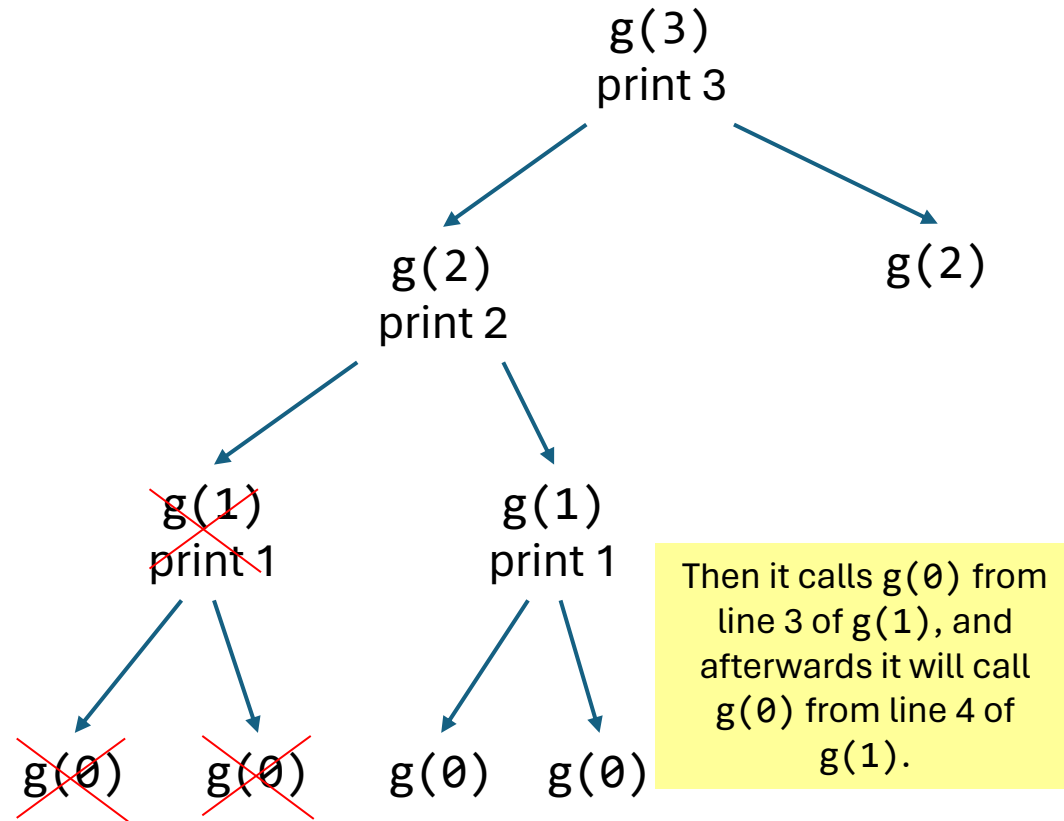 g(3)
print 3
g(2)
g(2)
print 2
g(1)
g(1)
print 1
print 1
Then it calls g(0) from
line 3 of g(1), and
afterwards it will call
g(0) from line 4 of
g(1).
g(0)
g(0)
g(0)
g(0)